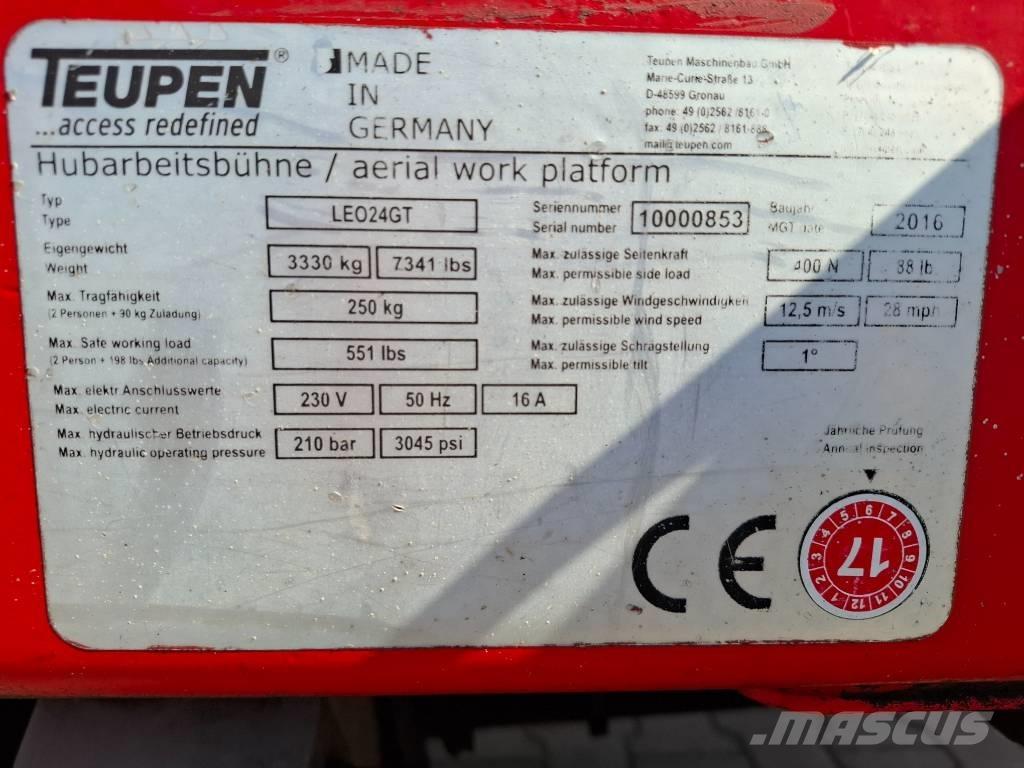 TEUPEN®
...access redefined
MADE
IN
GERMANY
Teupen Maschinenbau GmbH
Marie-Curie-Straße 13
D-48599 Gronau
phone: 49 (0)2562 /8161-0
fax: 49 (0)2562 / 8161-888
mail@teupen.com
Hubarbeitsbühne / aerial work platform
Typ
Type
LEO24GT
Seriennummer
Serial number
10000853
Baujahr
MGT date
2016
Eigengewicht
Weight
3330 kg 7341 lbs
Max. zulässige Seitenkraft
Max. permissible side load
400 N 88 lb
Max. Tragfähigkeit
(2 Personen + 90 kg Zuladung)
250 kg
Max. zulässige Windgeschwindigkeit
Max. permissible wind speed
12,5 m/s 28 mph
Max. Safe working load
(2 Person + 198 lbs Additional capacity)
551 lbs
Max. zulässige Schrägstellung
Max. permissible tilt
1°
Max. elektr Anschlusswerte
Max. electric current
230 V 50 Hz 16 A
Max. hydraulischer Betriebsdruck
Max. hydraulic operating pressure
210 bar 3045 psi
Jährliche Prüfung
Annual inspection
CE
1 2 3 4 5 6 7 8 9 10 11 12
17
MASCUS